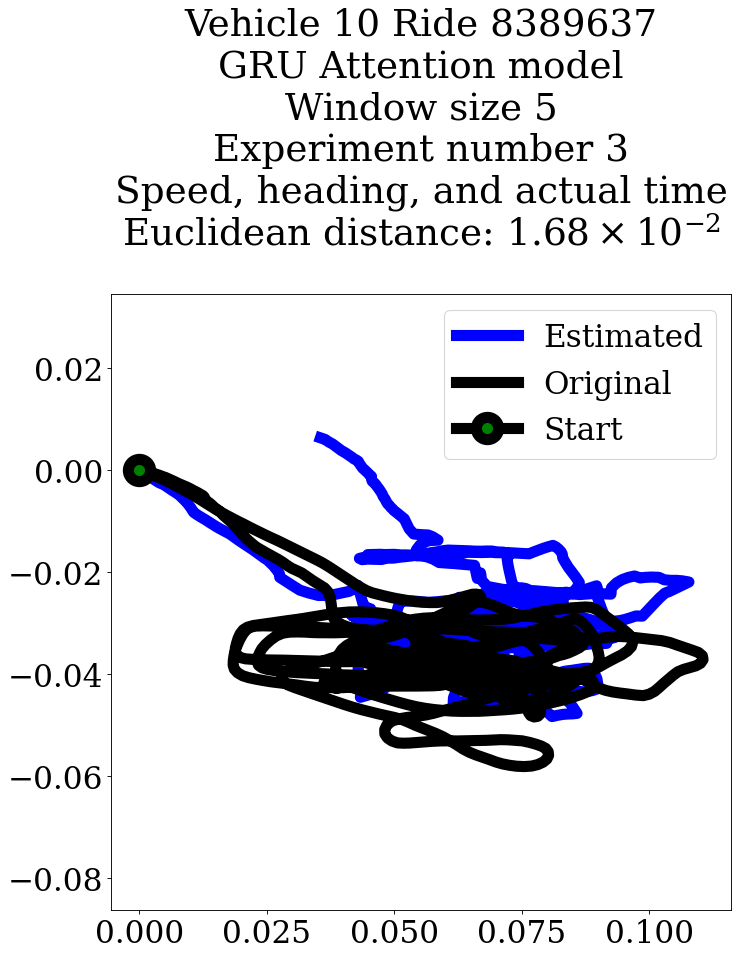 Vehicle 10 Ride 8389637
GRU Attention model
Window size 5
Experiment number 3
Speed, heading, and actual time
Euclidean distance: 1.68 × 10⁻²
Estimated
Original
Start
0.02
0.00
−0.02
−0.04
−0.06
−0.08
0.000 0.025 0.050 0.075 0.100